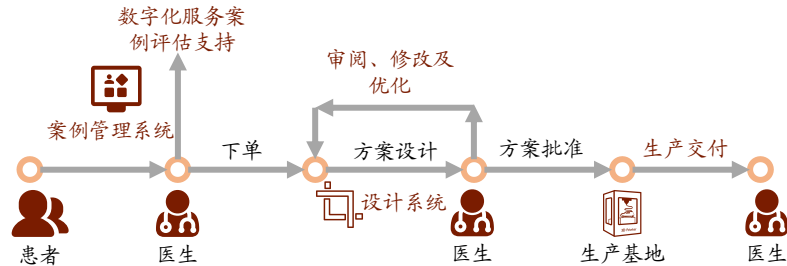 数字化服务案
例评估支持
审阅、修改及
优化
案例管理系统
下单
方案设计
方案批准
生产交付
设计系统
患者
医生
医生
生产基地
医生